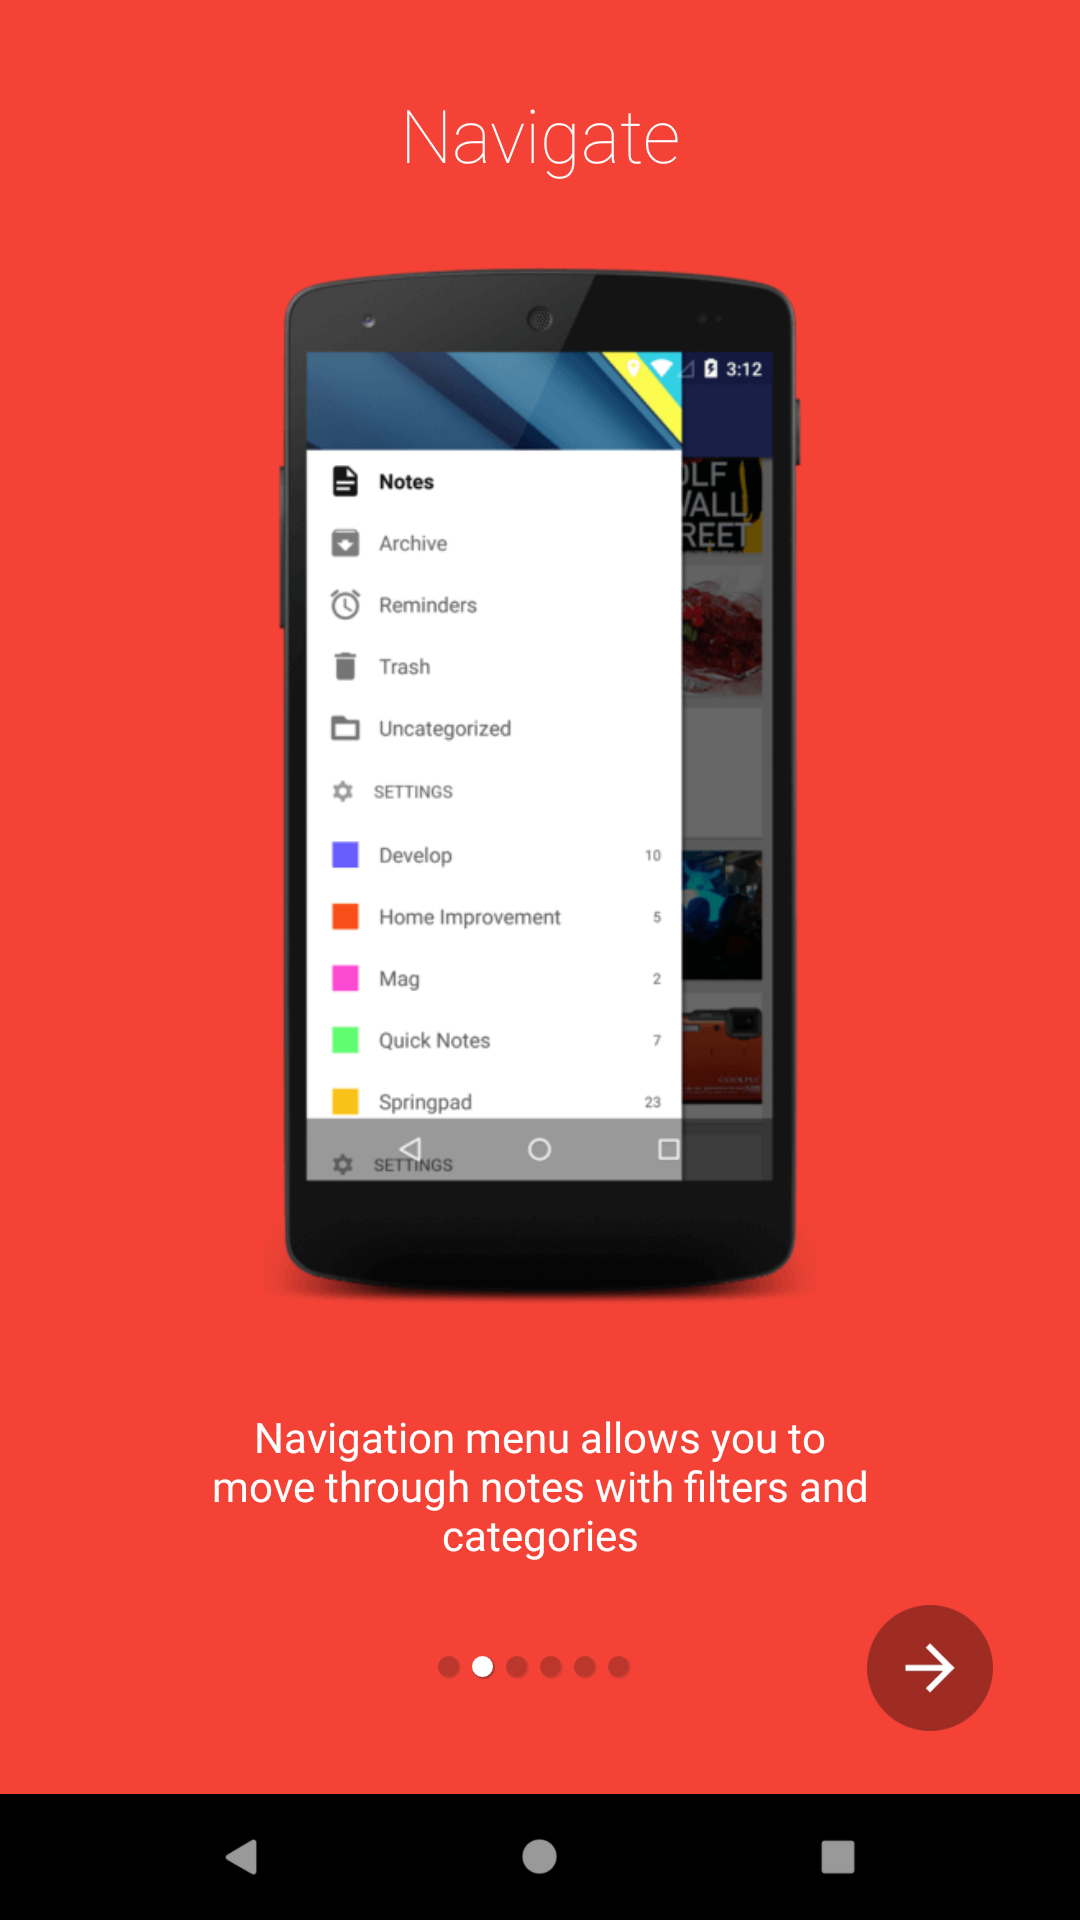 Navigate
3:12
Notes
Archive
Reminders
Trash
Uncategorized
SETTINGS
Develop 10
Home Improvement 5
Mag 2
Quick Notes 7
Springpad 23
SETTINGS
OLF
WALL
REET
COOLPIX
Navigation menu allows you to
move through notes with filters and
categories